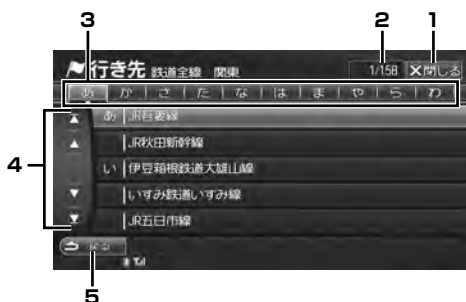 3 2 1
行き先 鉄道全線 関東 1/158 ×閉じる
あ か さ た な は ま や ら わ
あ JR吾妻線
JR秋田新幹線
4
い 伊豆箱根鉄道大雄山線
いすみ鉄道いすみ線
JR五日市線
戻る
5